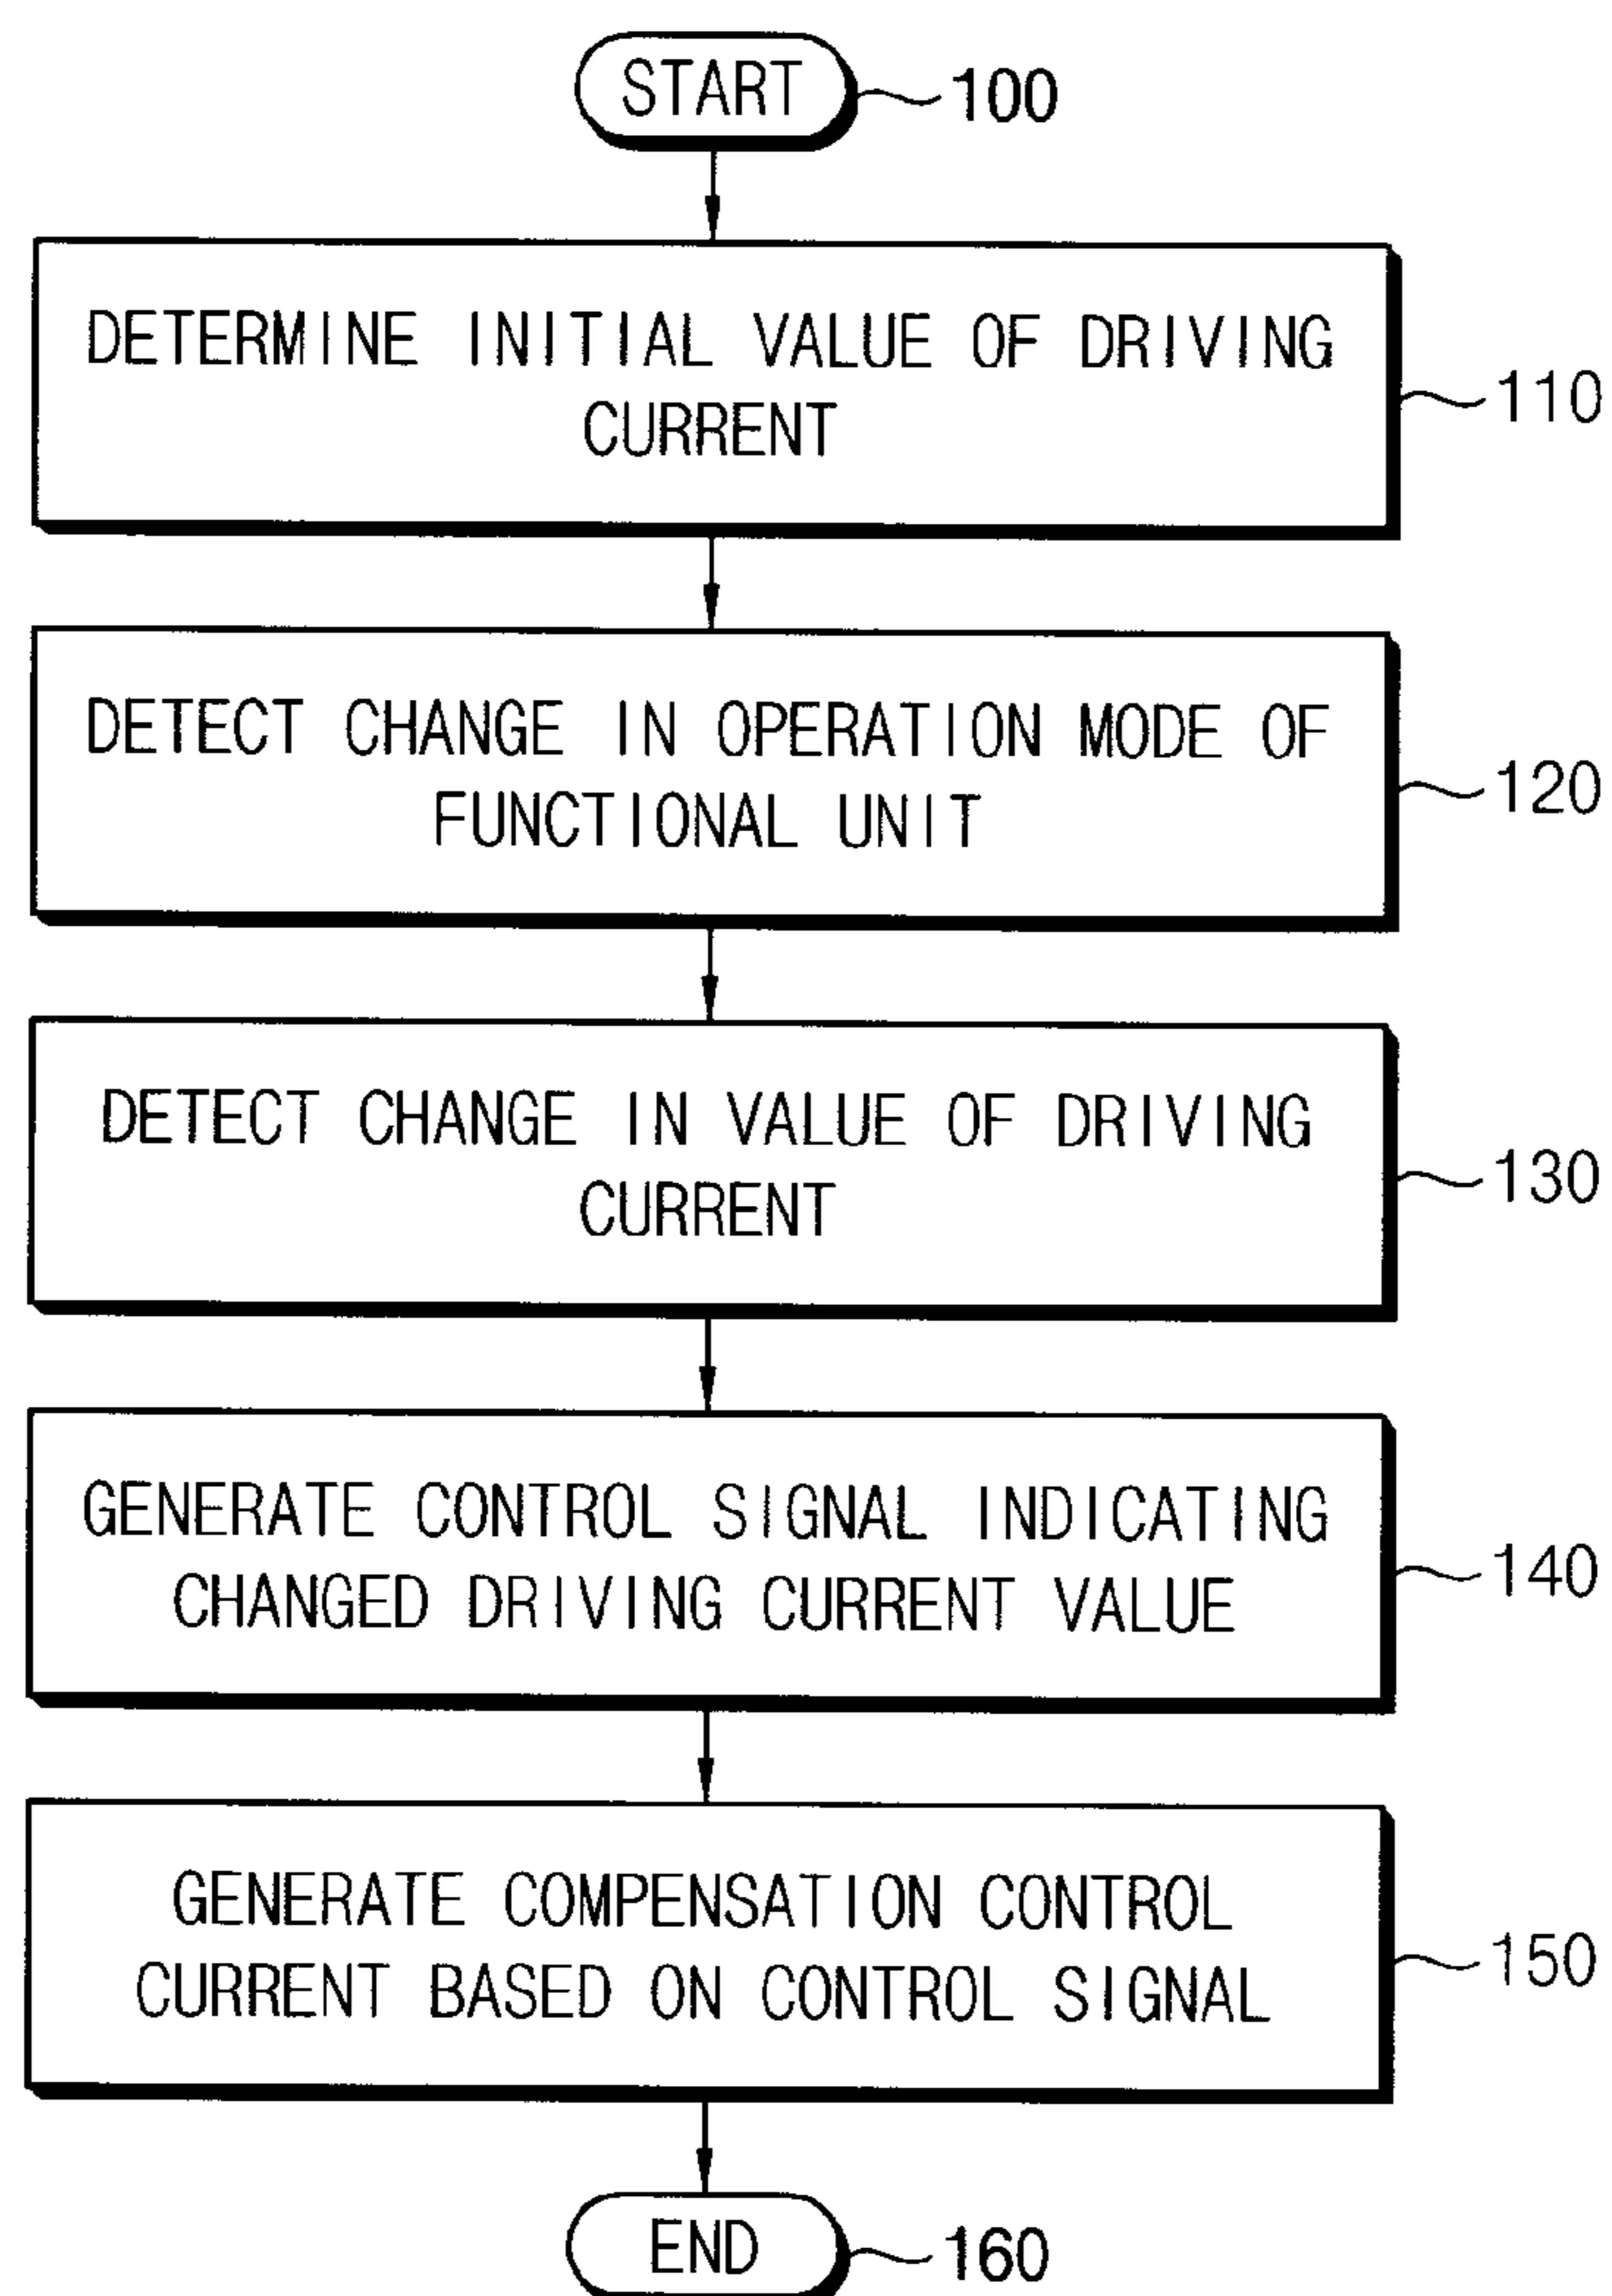 START
100
DETERMINE INITIAL VALUE OF DRIVING
CURRENT
110
DETECT CHANGE IN OPERATION MODE OF
FUNCTIONAL UNIT
120
DETECT CHANGE IN VALUE OF DRIVING
CURRENT
130
GENERATE CONTROL SIGNAL INDICATING
CHANGED DRIVING CURRENT VALUE
140
GENERATE COMPENSATION CONTROL
CURRENT BASED ON CONTROL SIGNAL
150
END
160